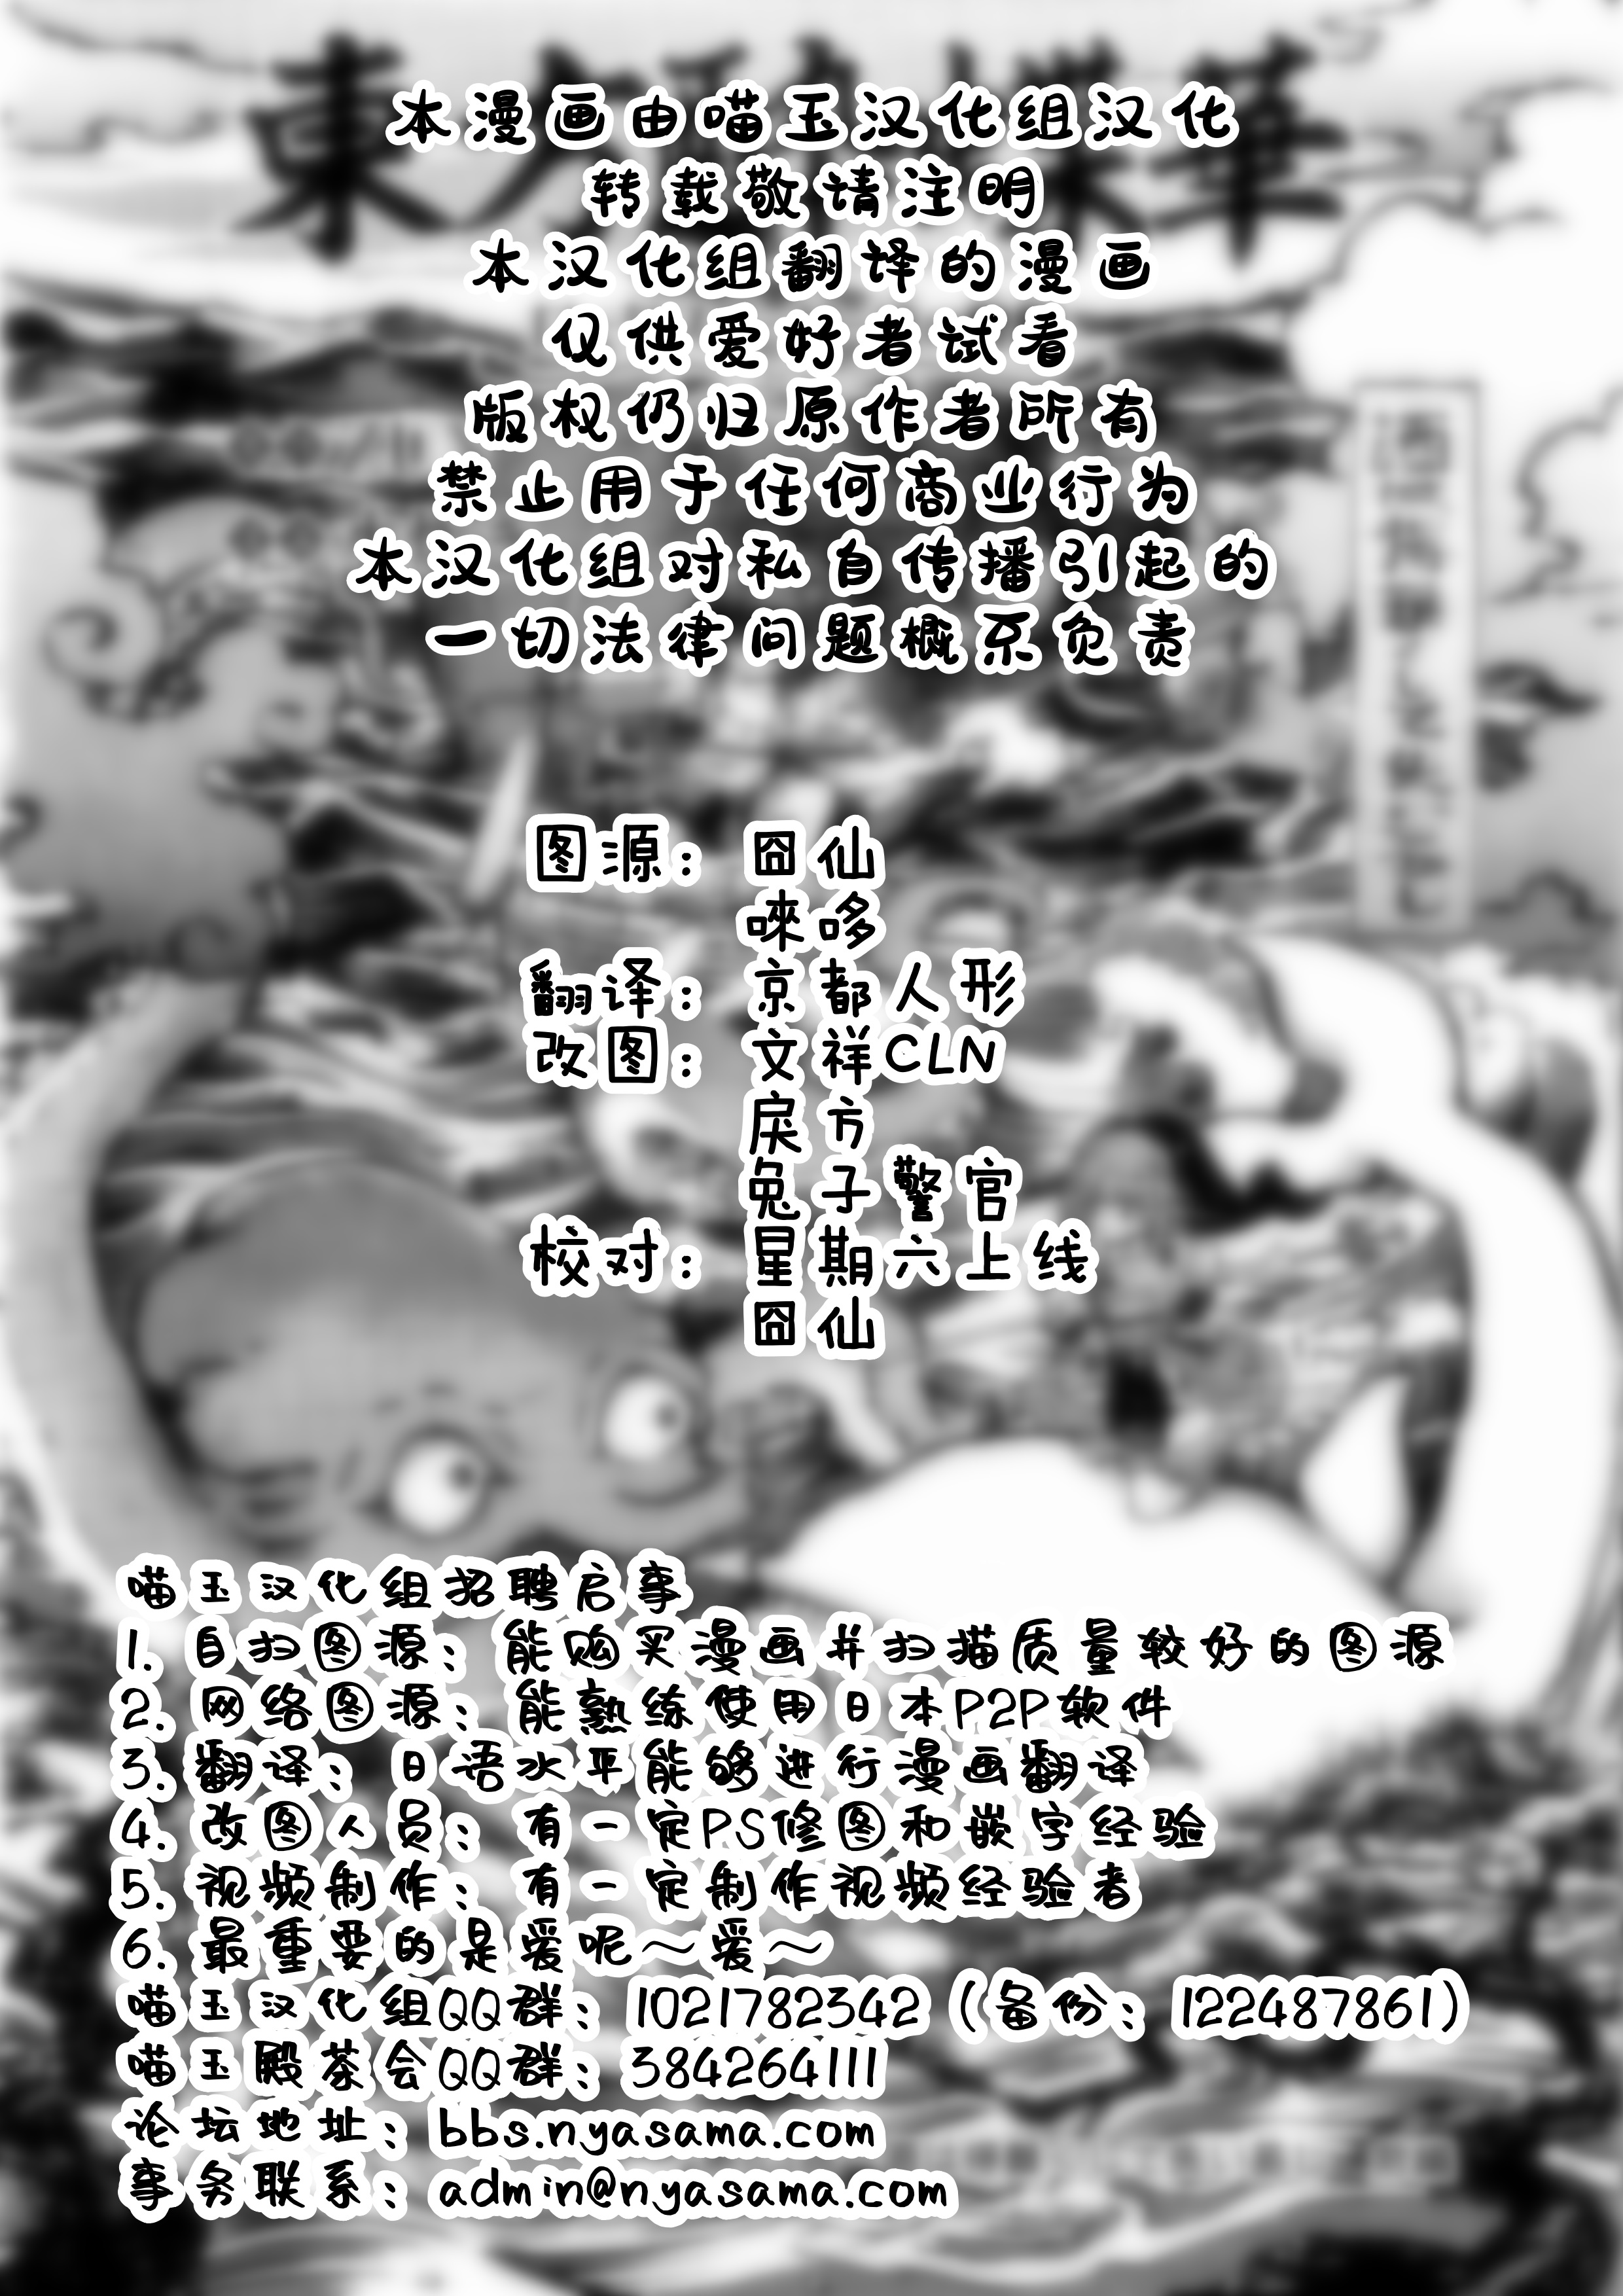 本漫画由喵玉汉化组汉化
转载敬请注明
本汉化组翻译的漫画
仅供爱好者试看
版权仍归原作者所有
禁止用于任何商业行为
本汉化组对私自传播引起的
一切法律问题概不负责
图源：囧仙
唻哆
翻译：京都人形
改图：文祥CLN
戾方
兔子警官
校对：星期六上线
囧仙
喵玉汉化组招聘启事
1. 自扫图源：能购买漫画并扫描质量较好的图源
2. 网络图源：能熟练使用日本P2P软件
3. 翻译：日语水平能够进行漫画翻译
4. 改图人员：有一定PS修图和嵌字经验
5. 视频制作：有一定制作视频经验者
6. 最重要的是爱呢～爱～
喵玉汉化组QQ群：1021782342（备份：122487861）
喵玉殿茶会QQ群：384264111
论坛地址：bbs.nyasama.com
事务联系：admin@nyasama.com